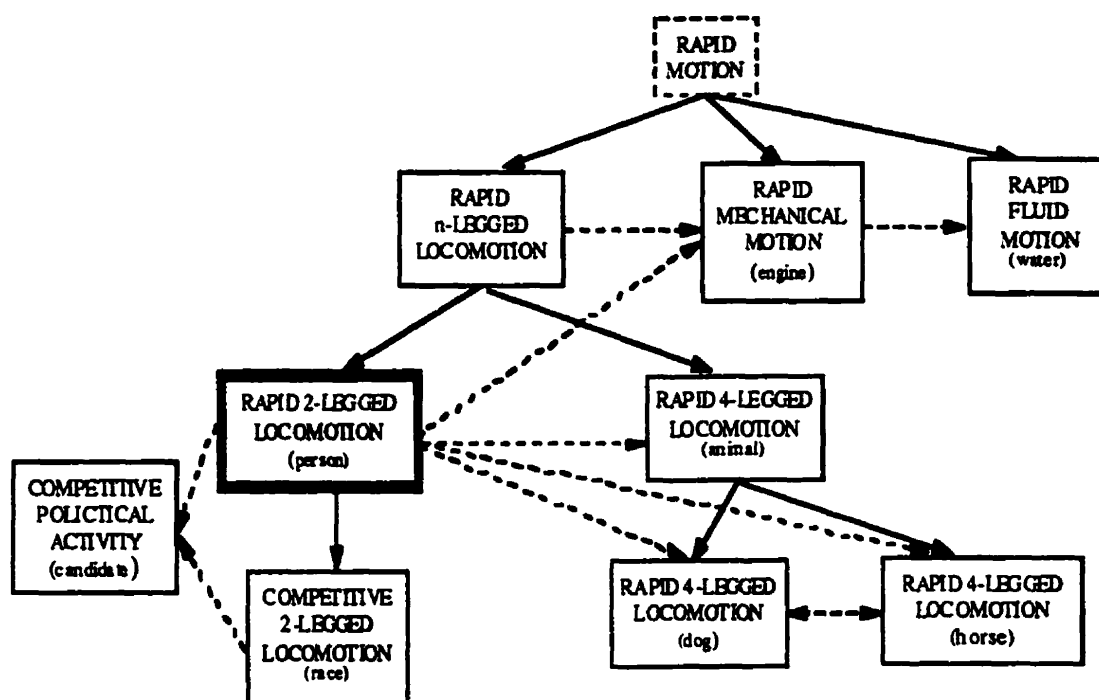 RAPID
MOTION
RAPID
n-LEGGED
LOCOMOTION
RAPID
MECHANICAL
MOTION
(engine)
RAPID
FLUID
MOTION
(water)
RAPID 2-LEGGED
LOCOMOTION
(person)
RAPID 4-LEGGED
LOCOMOTION
(animal)
COMPETITIVE
POLICTICAL
ACTIVITY
(candidate)
COMPETITIVE
2-LEGGED
LOCOMOTION
(race)
RAPID 4-LEGGED
LOCOMOTION
(dog)
RAPID 4-LEGGED
LOCOMOTION
(horse)